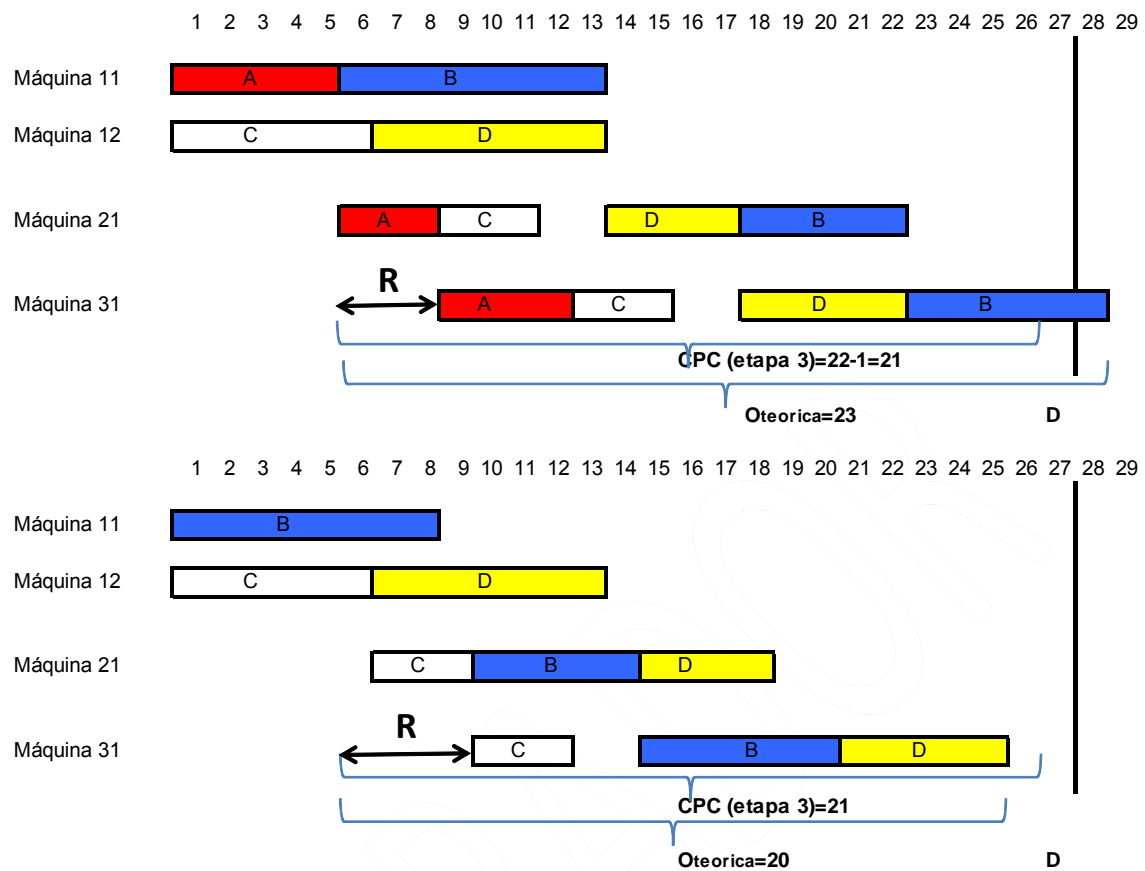 1 2 3 4 5 6 7 8 9 10 11 12 13 14 15 16 17 18 19 20 21 22 23 24 25 26 27 28 29
Máquina 11 A B
Máquina 12 C D
Máquina 21 A C D B
R
Máquina 31 A C D B
CPC (etapa 3)=22-1=21
Oteorica=23 D
1 2 3 4 5 6 7 8 9 10 11 12 13 14 15 16 17 18 19 20 21 22 23 24 25 26 27 28 29
Máquina 11 B
Máquina 12 C D
Máquina 21 C B D
R
Máquina 31 C B D
CPC (etapa 3)=21
Oteorica=20 D